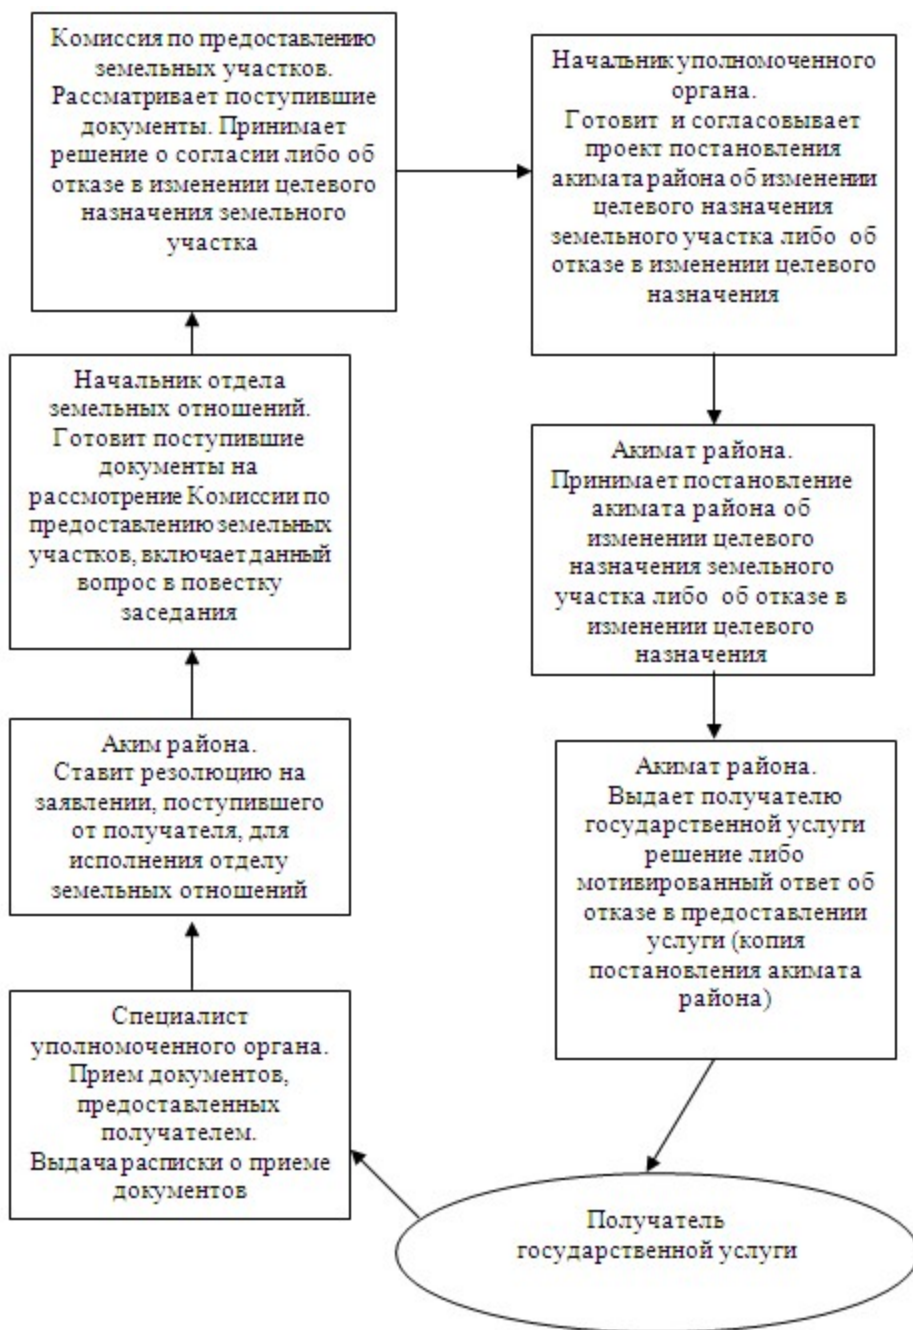 Комиссия по предоставлению
земельных участков.
Рассматривает поступившие
документы. Принимает
решение о согласии либо об
отказе в изменении целевого
назначения земельного
участка
Начальник уполномоченного
органа.
Готовит и согласовывает
проект постановления
акимата района об изменении
целевого назначения
земельного участка либо об
отказе в изменении целевого
назначения
Начальник отдела
земельных отношений.
Готовит поступившие
документы на
рассмотрение Комиссии по
предоставлению земельных
участков, включает данный
вопрос в повестку
заседания
Акимат района.
Принимает постановление
акимата района об
изменении целевого
назначения земельного
участка либо об отказе в
изменении целевого
назначения
Аким района.
Ставит резолюцию на
заявлении, поступившего
от получателя, для
исполнения отделу
земельных отношений
Акимат района.
Выдает получателю
государственной услуги
решение либо
мотивированный ответ об
отказе в предоставлении
услуги (копия
постановления акимата
района)
Специалист
уполномоченного органа.
Прием документов,
предоставленных
получателем.
Выдача расписки о приеме
документов
Получатель
государственной услуги